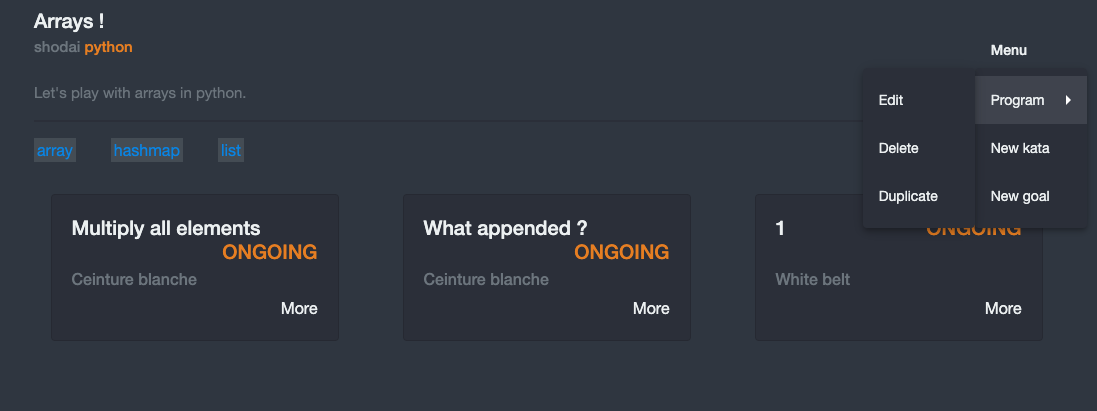 Arrays !
shodai python
Menu
Let's play with arrays in python.
Edit
Program
Delete
New kata
Duplicate
New goal
array hashmap list
Multiply all elements
ONGOING
Ceinture blanche
More
What appended ?
ONGOING
Ceinture blanche
More
1
ONGOING
White belt
More